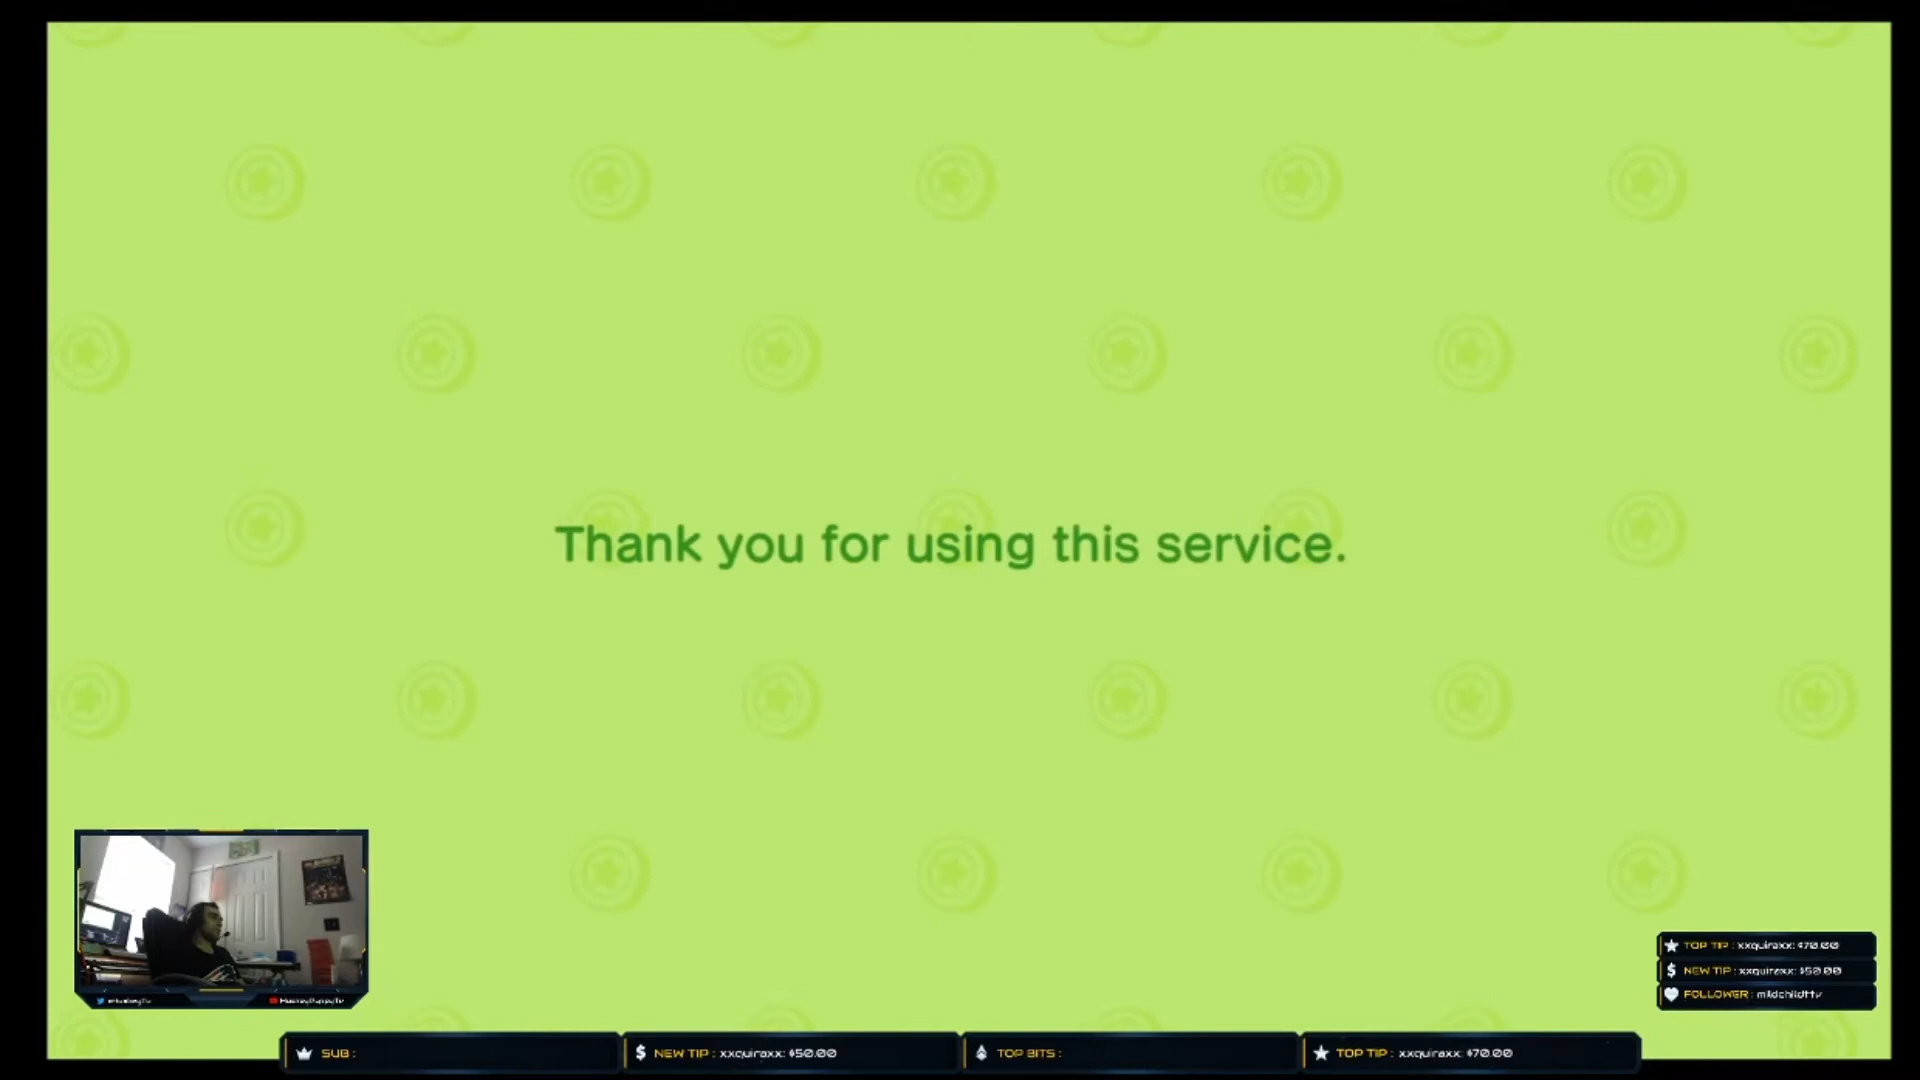 Thank you for using this service.
TOP TIP : xxquiraxx: $70.00
NEW TIP : xxquiraxx: $50.00
FOLLOWER : mildchildttv
SUB :
NEW TIP : xxquiraxx: $50.00
TOP BITS :
TOP TIP : xxquiraxx: $70.00